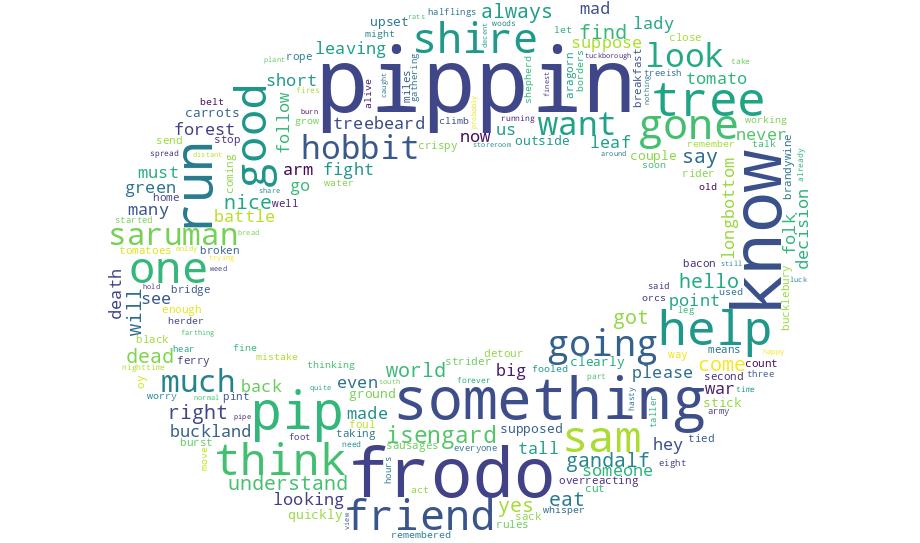 halflings
always
mad
rats
upset
might
shire
decent
woods
let
find
lady
leaving
rope
pippin
suppose
close
plant
short
fires
caught
miles
gathering
alive
shepherd
finest
aragorn
borders
tuckborough
breakfast
nothing
look
treeish
take
tomato
belt
carrots
good
follow
burn
grow
treebeard
climb
running
tree
forest
now
us
want
gone
working
never
send
stop
hobbit
crispy
storeroom
outside
leaf
around
couple
remember
talk
spread
distant
run
coming
arm
fight
say
soon
rider
know
brandywine
already
must
home
share
go
water
old
green
nice
well
many
battle
longbottom
folk
decision
started
bread
saruman
tomatoes
broken
trying
one
weed
bacon
still
hello
luck
death
hold
bridge
said
used
will
see
orcs
point
bucklebury
enough
herder
farthing
leg
got
help
black
hear
fine
going
dead
ferry
mistake
detour
clearly
way
means
happy
nighttime
thinking
world
strider
fooled
come
count
oy
much
back
even
forever
big
part
please
second
three
worry
normal
pint
quite
south
ground
something
hasty
war
time
right
pipe
pip
made
taller
stick
army
buckland
foul
isengard
supposed
sam
burst
foot
taking
sausages
everyone
tall
hey
tied
move
think
need
hours
frodo
gandalf
someone
eight
understand
act
overreacting
looking
eat
cut
quickly
view
friend
yes
sack
whisper
rules
remembered